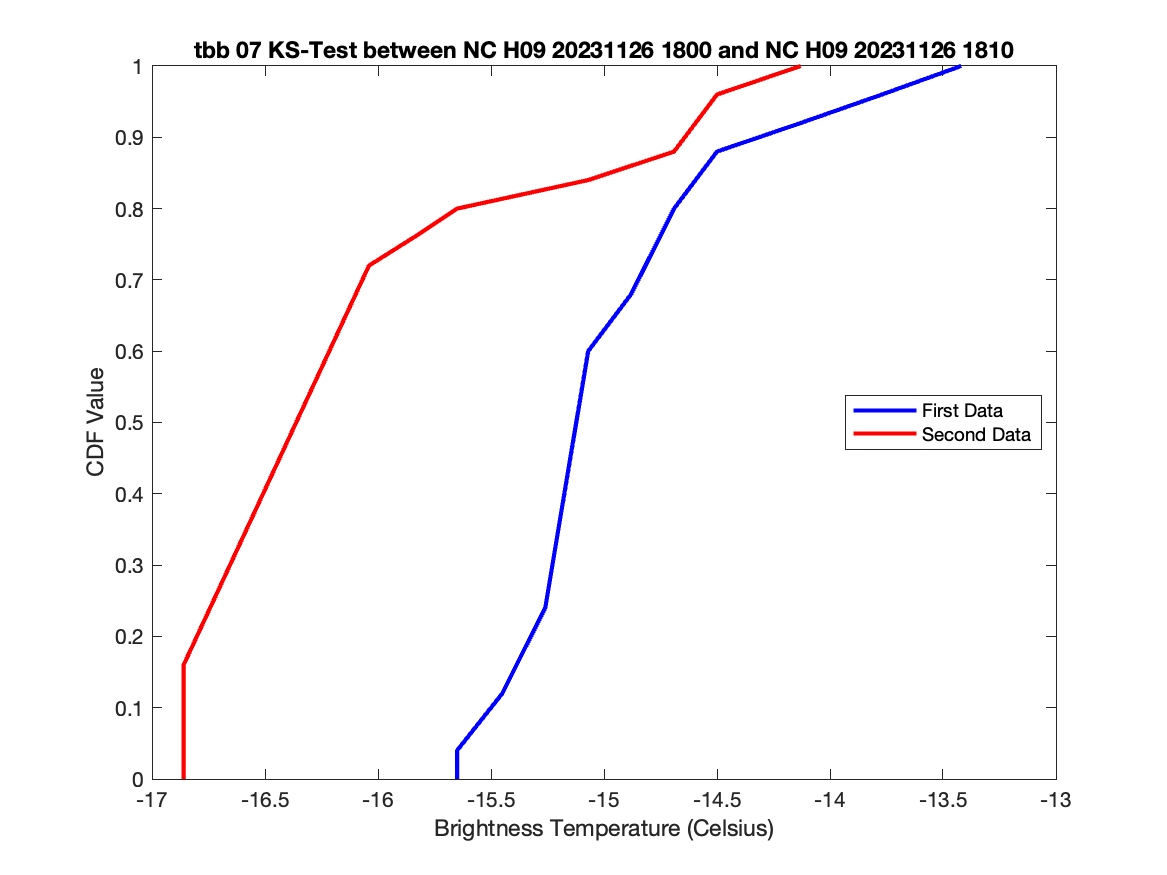 tbb 07 KS-Test between NC H09 20231126 1800 and NC H09 20231126 1810
1
0.9
0.8
0.7
0.6
0.5
0.4
0.3
0.2
0.1
0
CDF Value
First Data
Second Data
-17 -16.5 -16 -15.5 -15 -14.5 -14 -13.5 -13
Brightness Temperature (Celsius)